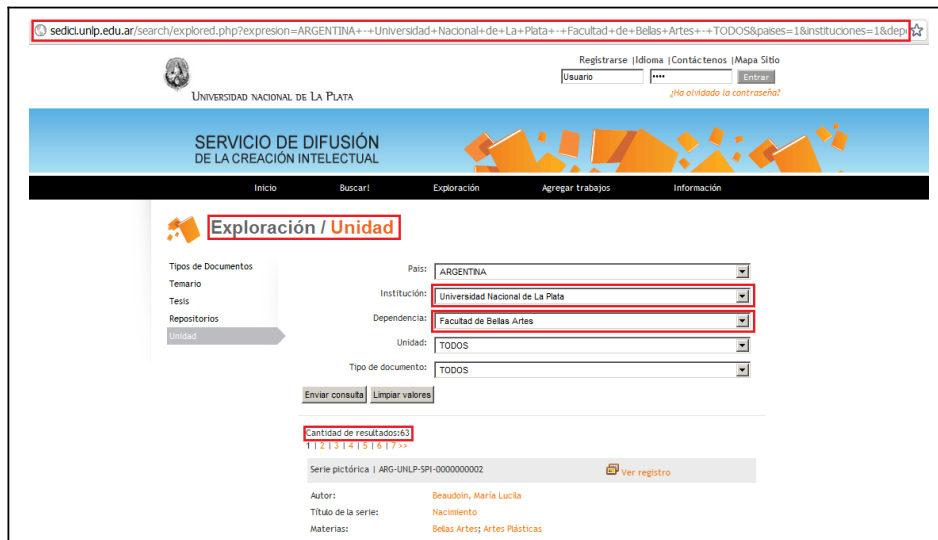 sedici.unlp.edu.ar/search/explored.php?expresion=ARGENTINA+-+Universidad+Nacional+de+La+Plata+-+Facultad+de+Bellas+Artes+-+TODOS&paises=1&instituciones=1&depe
Registrarse |Idioma |Contáctenos |Mapa Sitio
Usuario •••• Entrar
UNIVERSIDAD NACIONAL DE LA PLATA ¿Ha olvidado la contraseña?
SERVICIO DE DIFUSIÓN
DE LA CREACIÓN INTELECTUAL
Inicio Buscar! Exploración Agregar trabajos Información
Exploración / Unidad
Tipos de Documentos
Temario
Tesis
Repositorios
Unidad
País: ARGENTINA
Institución: Universidad Nacional de La Plata
Dependencia: Facultad de Bellas Artes
Unidad: TODOS
Tipo de documento: TODOS
Enviar consulta Limpiar valores
Cantidad de resultados:63
1 | 2 | 3 | 4 | 5 | 6 | 7 >>
Serie pictórica | ARG-UNLP-SPI-0000000002 Ver registro
Autor: Beaudoin, María Lucila
Título de la serie: Nacimiento
Materias: Bellas Artes; Artes Plásticas